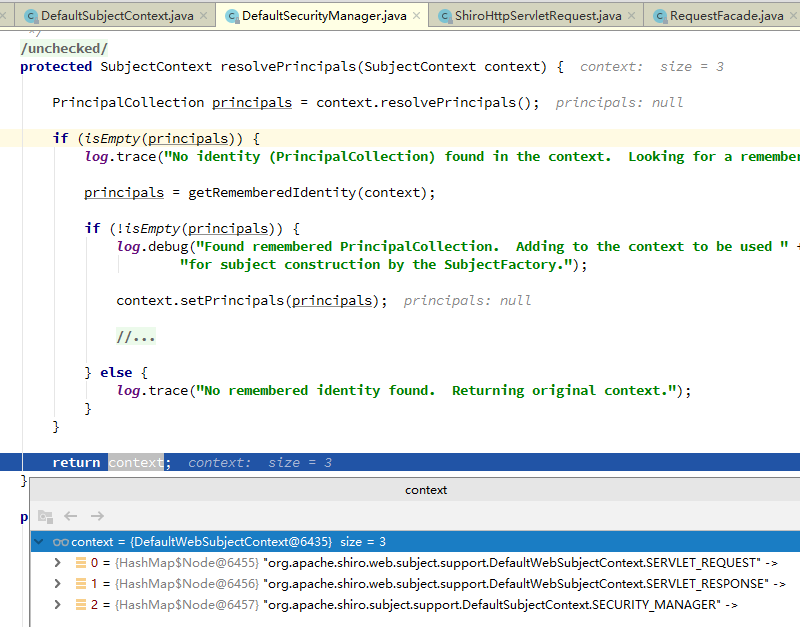 DefaultSubjectContext.java × DefaultSecurityManager.java × ShiroHttpServletRequest.java × RequestFacade.java ×
*/
/unchecked/
protected SubjectContext resolvePrincipals(SubjectContext context) { context: size = 3
PrincipalCollection principals = context.resolvePrincipals(); principals: null
if (isEmpty(principals)) {
log.trace("No identity (PrincipalCollection) found in the context.  Looking for a remember
principals = getRememberedIdentity(context);
if (!isEmpty(principals)) {
log.debug("Found remembered PrincipalCollection.  Adding to the context to be used " +
"for subject construction by the SubjectFactory.");
context.setPrincipals(principals); principals: null
//...
} else {
log.trace("No remembered identity found.  Returning original context.");
}
}
return context; context: size = 3
}
context
p
context = {DefaultWebSubjectContext@6435} size = 3
0 = {HashMap$Node@6455} "org.apache.shiro.web.subject.support.DefaultWebSubjectContext.SERVLET_REQUEST" ->
1 = {HashMap$Node@6456} "org.apache.shiro.web.subject.support.DefaultWebSubjectContext.SERVLET_RESPONSE" ->
2 = {HashMap$Node@6457} "org.apache.shiro.subject.support.DefaultSubjectContext.SECURITY_MANAGER" ->